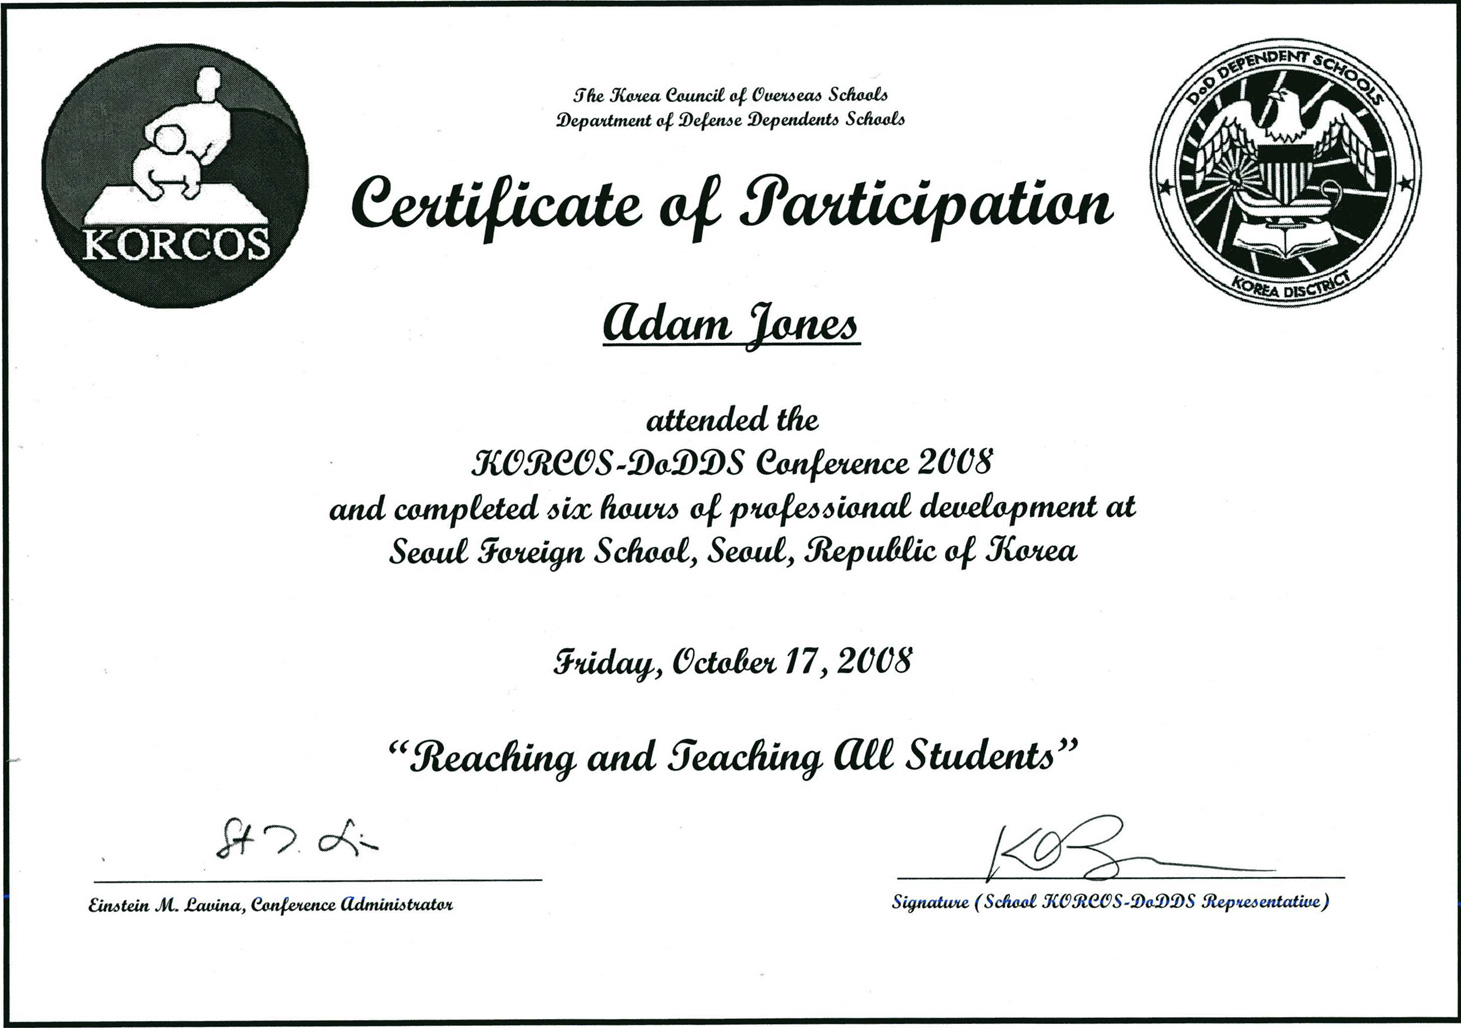 KORCOS
The Korea Council of Overseas Schools
Department of Defense Dependents Schools
DoD DEPENDENT SCHOOLS
KOREA DISCTRICT
Certificate of Participation
Adam Jones
attended the
KORCOS-DoDDS Conference 2008
and completed six hours of professional development at
Seoul Foreign School, Seoul, Republic of Korea
Friday, October 17, 2008
“Reaching and Teaching All Students”
Einstein M. Lavina, Conference Administrator
Signature (School KORCOS-DoDDS Representative)